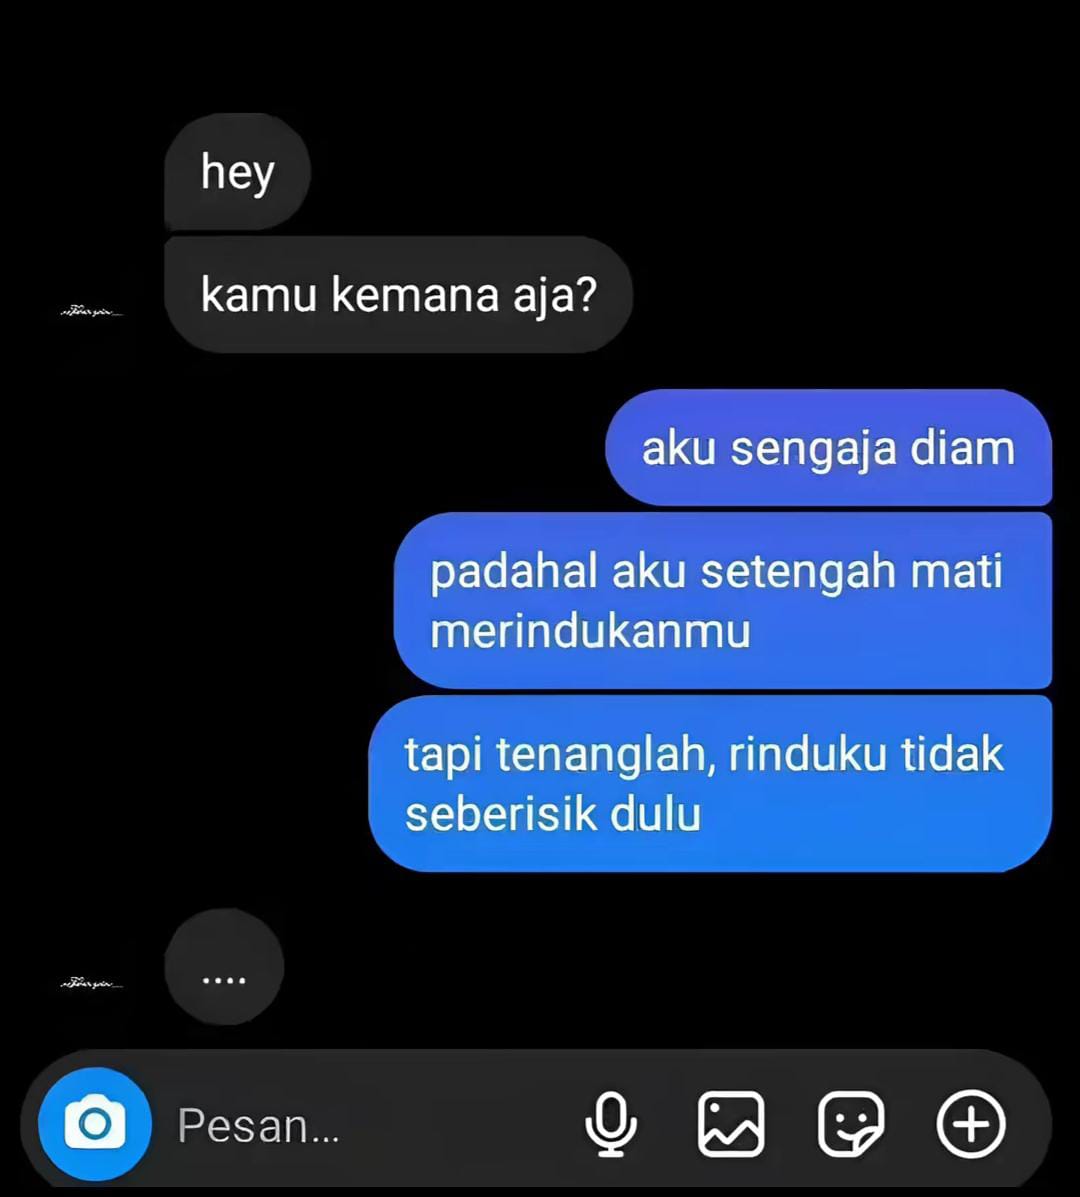 hey
kamu kemana aja?
aku sengaja diam
padahal aku setengah mati
merindukanmu
tapi tenanglah, rinduku tidak
seberisik dulu
....
Pesan...